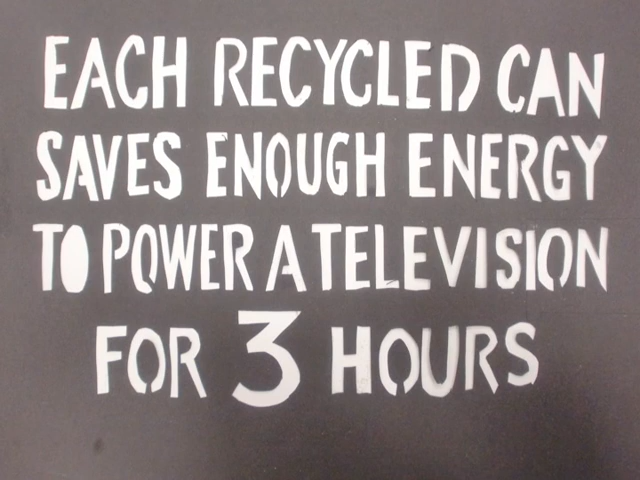 EACH RECYCLED CAN
SAVES ENOUGH ENERGY
TO POWER A TELEVISION
FOR 3 HOURS